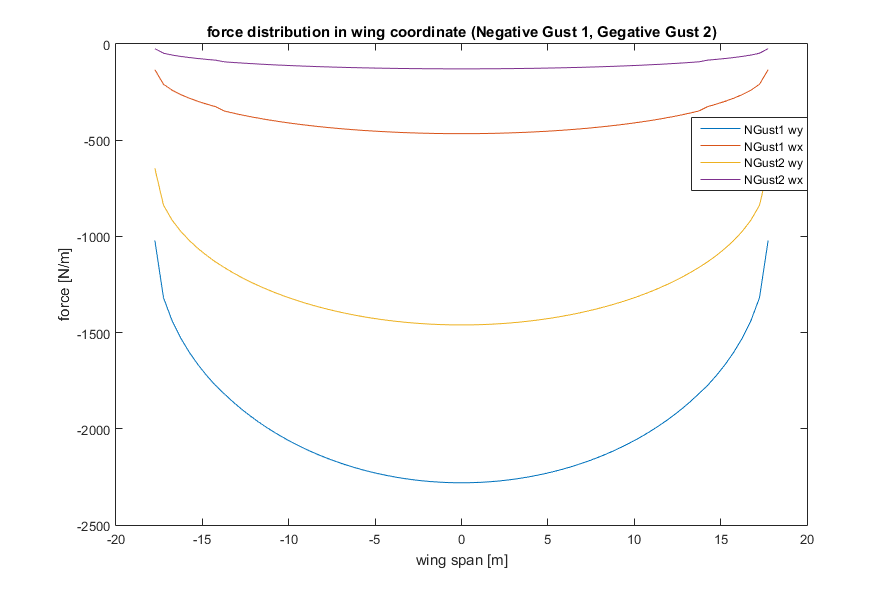 force distribution in wing coordinate (Negative Gust 1, Gegative Gust 2)
0
-500
-1000
-1500
-2000
-2500
force [N/m]
NGust1 wy
NGust1 wx
NGust2 wy
NGust2 wx
-20 -15 -10 -5 0 5 10 15 20
wing span [m]